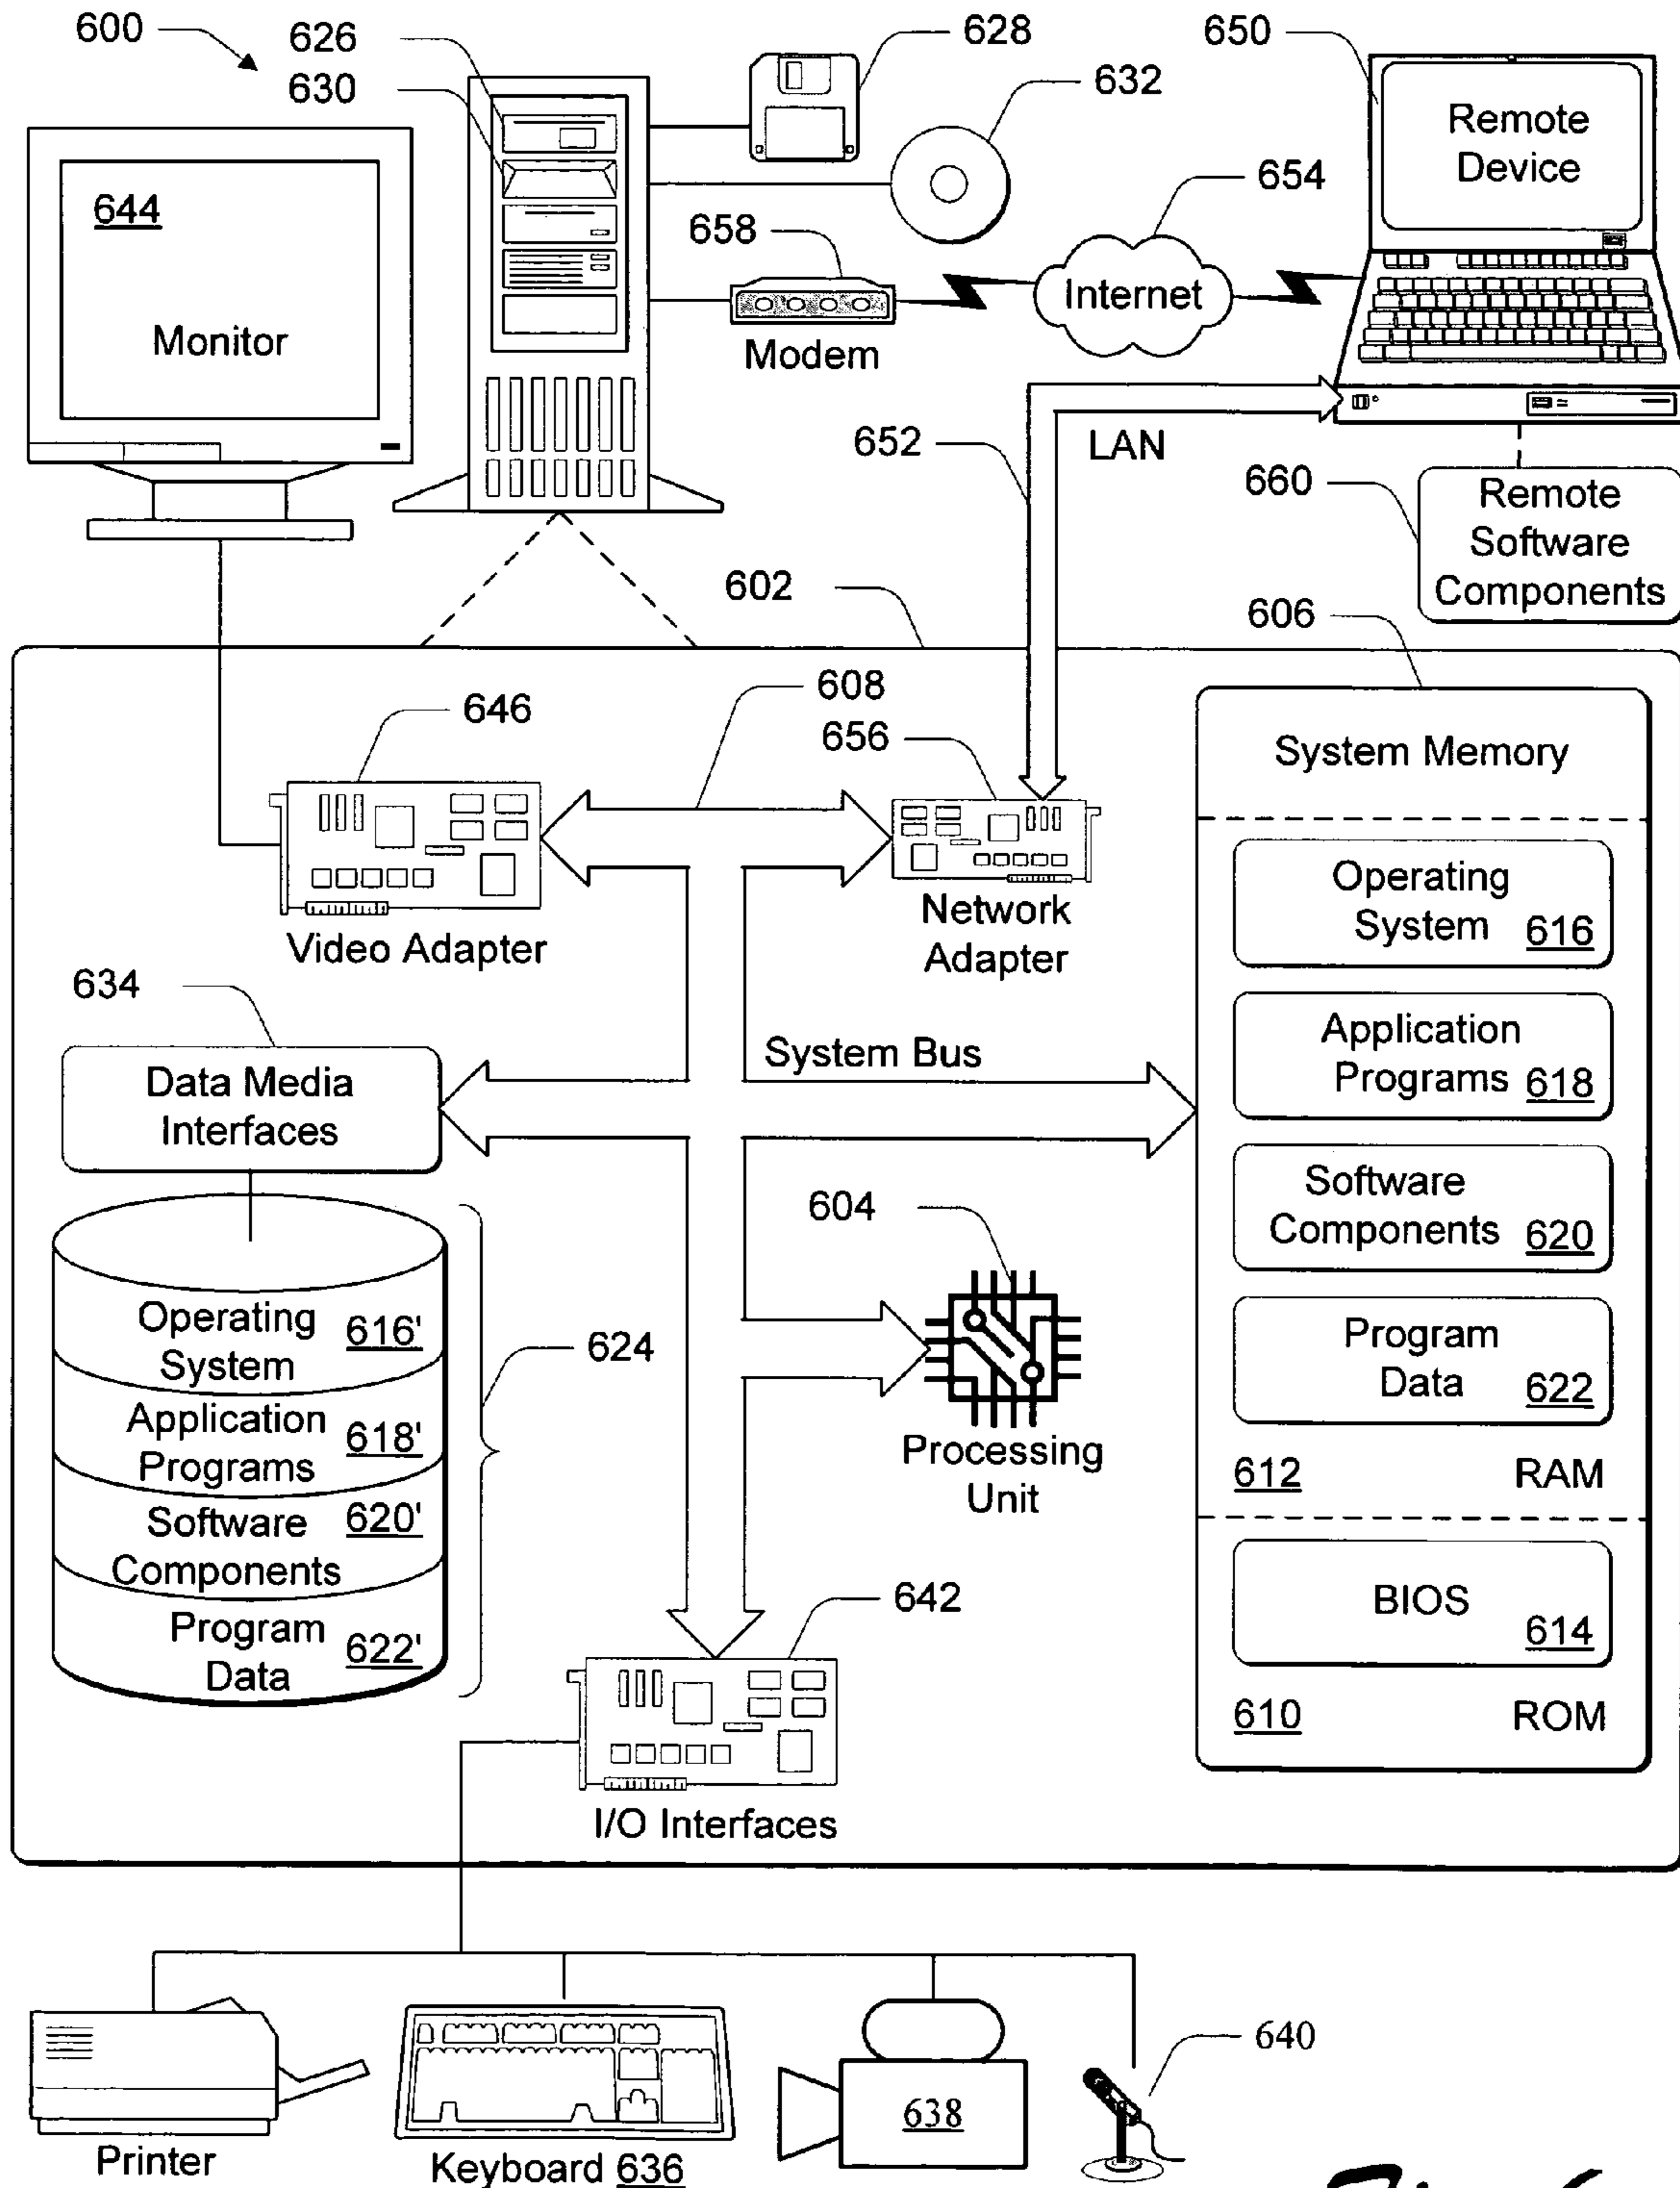 600
626
630
628
632
650
Remote
Device
644
Monitor
658
Modem
654
Internet
652
LAN
660
Remote
Software
Components
602
606
646
608
656
Video Adapter
Network
Adapter
System Memory
Operating
System 616
Application
Programs 618
Software
Components 620
Program
Data 622
612 RAM
BIOS
614
610 ROM
634
Data Media
Interfaces
System Bus
604
Processing
Unit
Operating
System 616'
Application
Programs 618'
Software
Components 620'
Program
Data 622'
624
642
I/O Interfaces
Printer
Keyboard 636
638
640